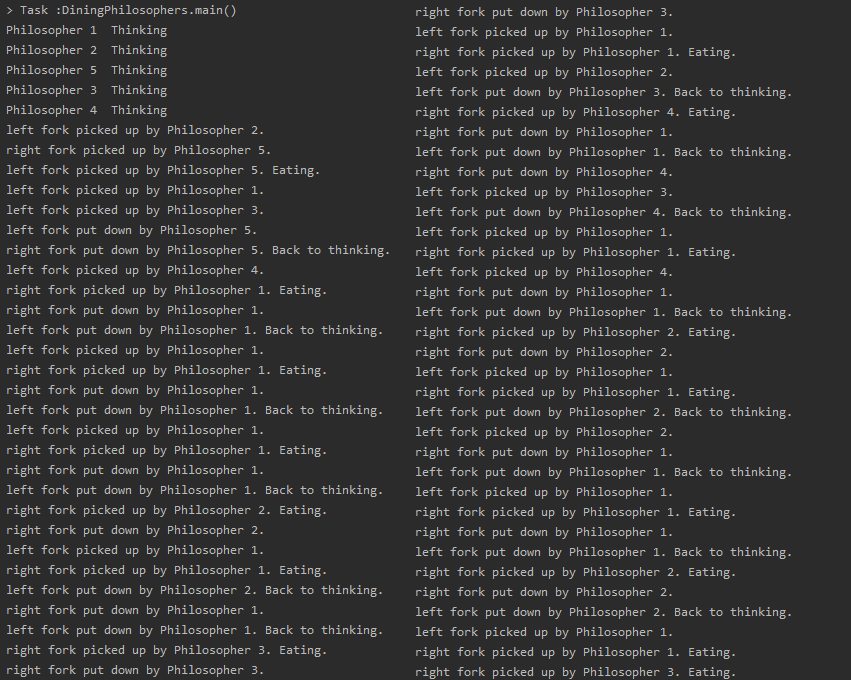 > Task :DiningPhilosophers.main()
Philosopher 1  Thinking
Philosopher 2  Thinking
Philosopher 5  Thinking
Philosopher 3  Thinking
Philosopher 4  Thinking
left fork picked up by Philosopher 2.
right fork picked up by Philosopher 5.
left fork picked up by Philosopher 5. Eating.
left fork picked up by Philosopher 1.
left fork picked up by Philosopher 3.
left fork put down by Philosopher 5.
right fork put down by Philosopher 5. Back to thinking.
left fork picked up by Philosopher 4.
right fork picked up by Philosopher 1. Eating.
right fork put down by Philosopher 1.
left fork put down by Philosopher 1. Back to thinking.
left fork picked up by Philosopher 1.
right fork picked up by Philosopher 1. Eating.
right fork put down by Philosopher 1.
left fork put down by Philosopher 1. Back to thinking.
left fork picked up by Philosopher 1.
right fork picked up by Philosopher 1. Eating.
right fork put down by Philosopher 1.
left fork put down by Philosopher 1. Back to thinking.
right fork picked up by Philosopher 2. Eating.
right fork put down by Philosopher 2.
left fork picked up by Philosopher 1.
right fork picked up by Philosopher 1. Eating.
left fork put down by Philosopher 2. Back to thinking.
right fork put down by Philosopher 1.
left fork put down by Philosopher 1. Back to thinking.
right fork picked up by Philosopher 3. Eating.
right fork put down by Philosopher 3.
right fork put down by Philosopher 3.
left fork picked up by Philosopher 1.
right fork picked up by Philosopher 1. Eating.
left fork picked up by Philosopher 2.
left fork put down by Philosopher 3. Back to thinking.
right fork picked up by Philosopher 4. Eating.
right fork put down by Philosopher 1.
left fork put down by Philosopher 1. Back to thinking.
right fork put down by Philosopher 4.
left fork picked up by Philosopher 3.
left fork put down by Philosopher 4. Back to thinking.
left fork picked up by Philosopher 1.
right fork picked up by Philosopher 1. Eating.
left fork picked up by Philosopher 4.
right fork put down by Philosopher 1.
left fork put down by Philosopher 1. Back to thinking.
right fork picked up by Philosopher 2. Eating.
right fork put down by Philosopher 2.
left fork picked up by Philosopher 1.
right fork picked up by Philosopher 1. Eating.
left fork put down by Philosopher 2. Back to thinking.
left fork picked up by Philosopher 2.
right fork put down by Philosopher 1.
left fork put down by Philosopher 1. Back to thinking.
left fork picked up by Philosopher 1.
right fork picked up by Philosopher 1. Eating.
right fork put down by Philosopher 1.
left fork put down by Philosopher 1. Back to thinking.
right fork picked up by Philosopher 2. Eating.
right fork put down by Philosopher 2.
left fork put down by Philosopher 2. Back to thinking.
left fork picked up by Philosopher 1.
right fork picked up by Philosopher 1. Eating.
right fork picked up by Philosopher 3. Eating.